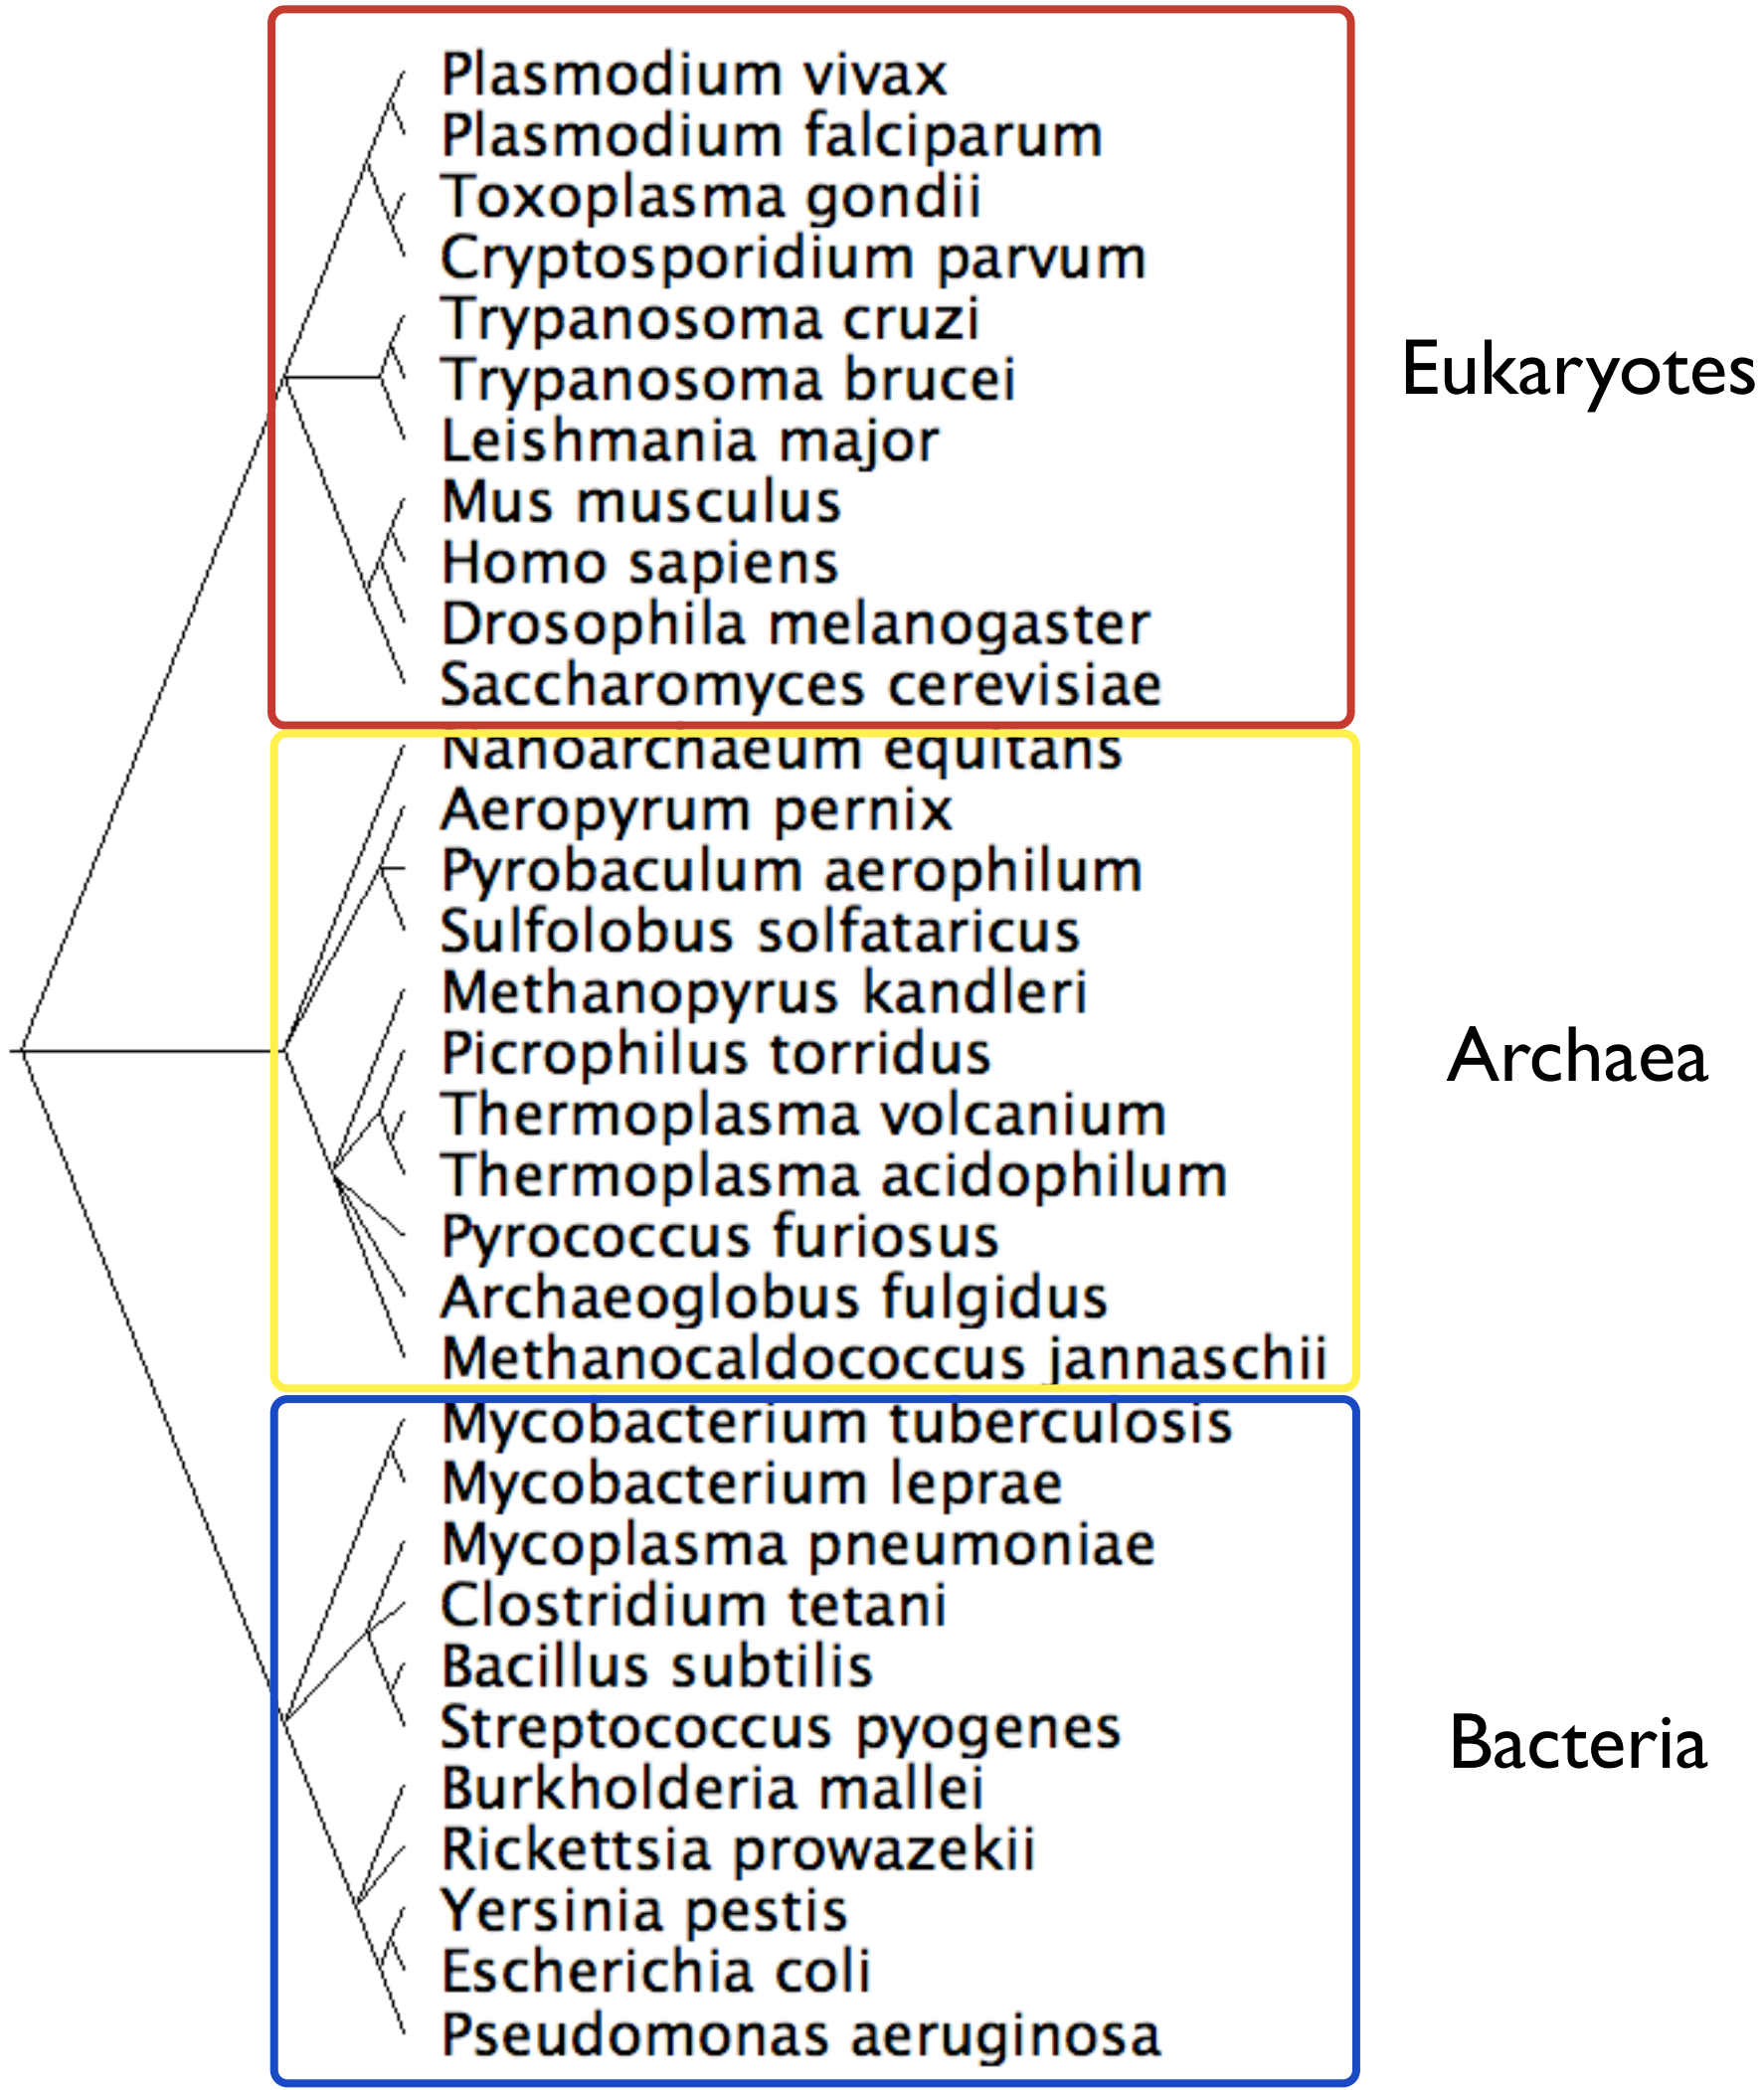 Plasmodium vivax
Plasmodium falciparum
Toxoplasma gondii
Cryptosporidium parvum
Trypanosoma cruzi
Trypanosoma brucei
Eukaryotes
Leishmania major
Mus musculus
Homo sapiens
Drosophila melanogaster
Saccharomyces cerevisiae
Nanoarchaeum equitans
Aeropyrum pernix
Pyrobaculum aerophilum
Sulfolobus solfataricus
Methanopyrus kandleri
Picrophilus torridus
Archaea
Thermoplasma volcanium
Thermoplasma acidophilum
Pyrococcus furiosus
Archaeoglobus fulgidus
Methanocaldococcus jannaschii
Mycobacterium tuberculosis
Mycobacterium leprae
Mycoplasma pneumoniae
Clostridium tetani
Bacillus subtilis
Streptococcus pyogenes
Bacteria
Burkholderia mallei
Rickettsia prowazekii
Yersinia pestis
Escherichia coli
Pseudomonas aeruginosa